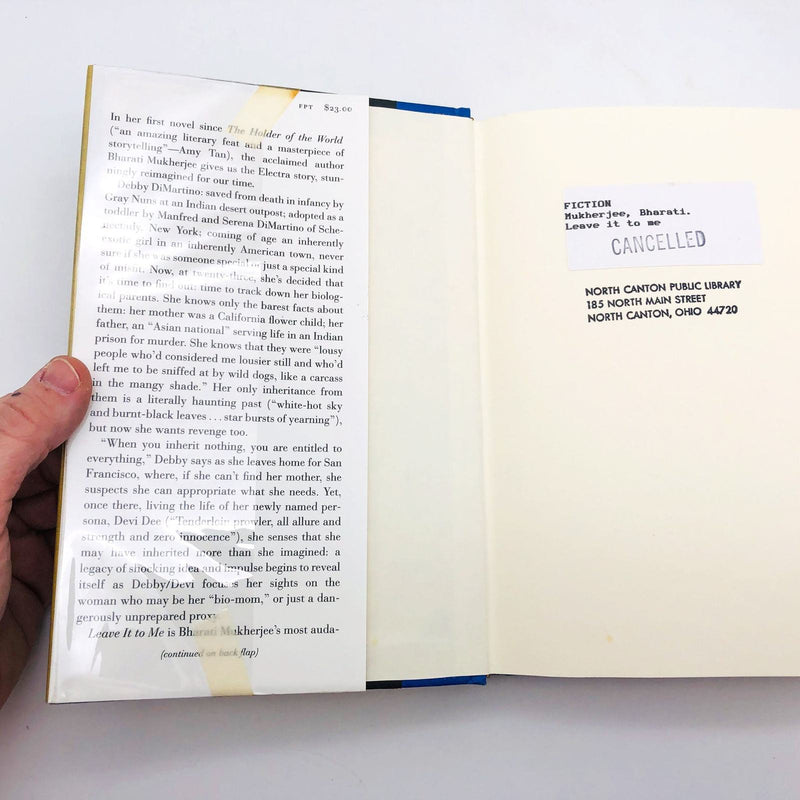 FPT $23.00
In her first novel since The Holder of the World
("an amazing literary feat and a masterpiece of
storytelling"—Amy Tan), the acclaimed author
Bharati Mukherjee gives us the Electra story, stun-
ningly reimagined for our time.
Debby DiMartino: saved from death in infancy by
Gray Nuns at an Indian desert outpost; adopted as a
toddler by Manfred and Serena DiMartino of Sche-
nectady, New York; coming of age an inherently
exotic girl in an inherently American town, never
sure if she was someone special or just a special kind
of misfit. Now, at twenty-three, she's decided that
it's time to find out: time to track down her biolog-
ical parents. She knows only the barest facts about
them: her mother was a California flower child; her
father, an "Asian national" serving life in an Indian
prison for murder. She knows that they were "lousy
people who'd considered me lousier still and who'd
left me to be sniffed at by wild dogs, like a carcass
in the mangy shade." Her only inheritance from
them is a literally haunting past ("white-hot sky
and burnt-black leaves . . . star bursts of yearning"),
but now she wants revenge too.
"When you inherit nothing, you are entitled to
everything," Debby says as she leaves home for San
Francisco, where, if she can't find her mother, she
suspects she can appropriate what she needs. Yet,
once there, living the life of her newly named per-
sona, Devi Dee ("Tenderloin prowler, all allure and
strength and zero innocence"), she senses that she
may have inherited more than she imagined: a
legacy of shocking idea and impulse begins to reveal
itself as Debby/Devi focuses her sights on the
woman who may be her "bio-mom," or just a dan-
gerously unprepared proxy.
Leave It to Me is Bharati Mukherjee's most auda-
(continued on back flap)
FICTION
Mukherjee, Bharati.
Leave it to me
CANCELLED
NORTH CANTON PUBLIC LIBRARY
185 NORTH MAIN STREET
NORTH CANTON, OHIO 44720